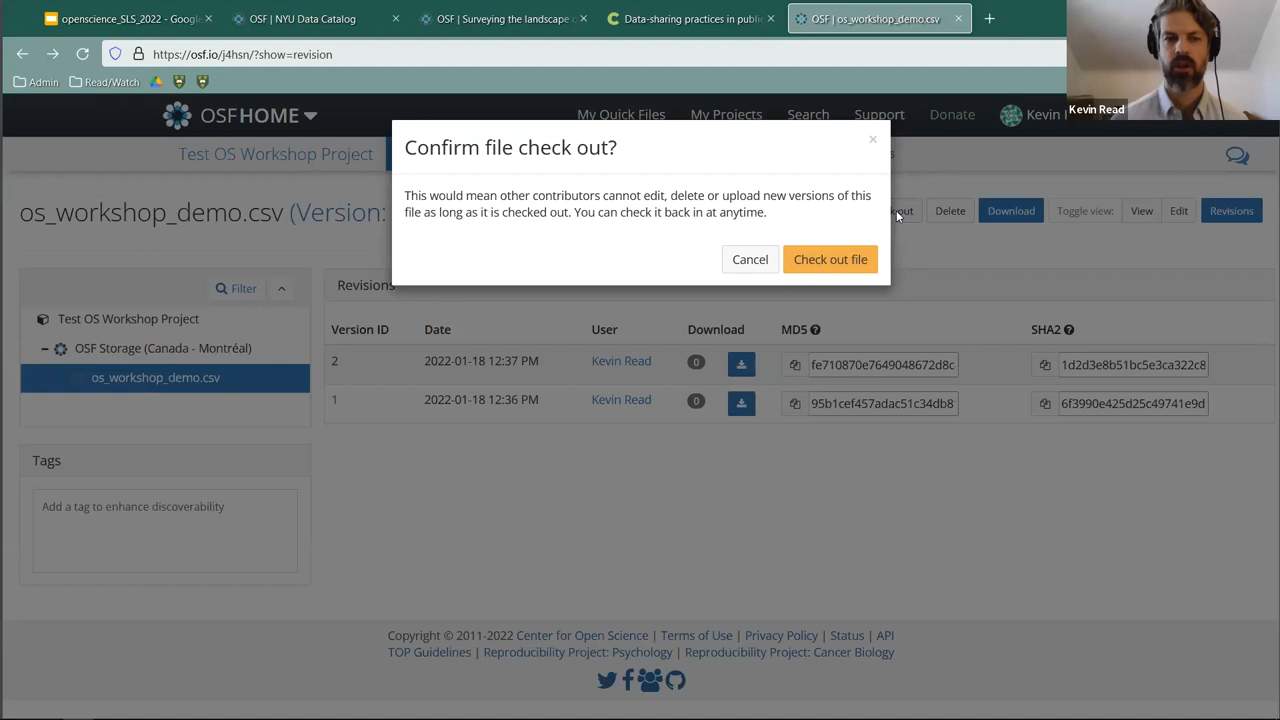 openscience_SLS_2022 - Google
OSF | NYU Data Catalog
OSF | Surveying the landscape
Data-sharing practices in publi
OSF | os_workshop_demo.csv
https://osf.io/j4hsn/?show=revision
Admin
Read/Watch
Kevin Read
OSFHOME
My Quick Files
My Projects
Search
Support
Donate
Kevin
Test OS Workshop Project
Confirm file check out?
This would mean other contributors cannot edit, delete or upload new versions of this
file as long as it is checked out. You can check it back in at anytime.
Cancel
Check out file
os_workshop_demo.csv (Version:
out
Delete
Download
Toggle view:
View
Edit
Revisions
Filter
Test OS Workshop Project
OSF Storage (Canada - Montréal)
os_workshop_demo.csv
Tags
Add a tag to enhance discoverability
Revisions
Version ID Date User Download MD5 SHA2
2 2022-01-18 12:37 PM Kevin Read 0 fe710870e7649048672d8c 1d2d3e8b51bc5e3ca322c8
1 2022-01-18 12:36 PM Kevin Read 0 95b1cef457adac51c34db8 6f3990e425d25c49741e9d
Copyright © 2011-2022 Center for Open Science | Terms of Use | Privacy Policy | Status | API
TOP Guidelines | Reproducibility Project: Psychology | Reproducibility Project: Cancer Biology